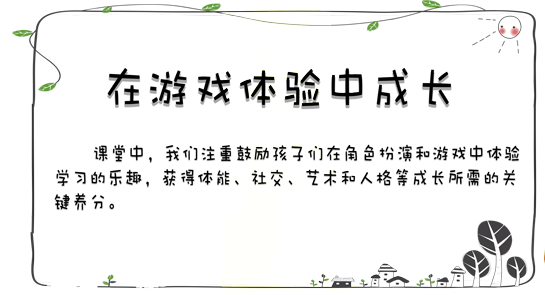 在游戏体验中成长
课堂中，我们注重鼓励孩子们在角色扮演和游戏中体验
学习的乐趣，获得体能、社交、艺术和人格等成长所需的关
键养分。